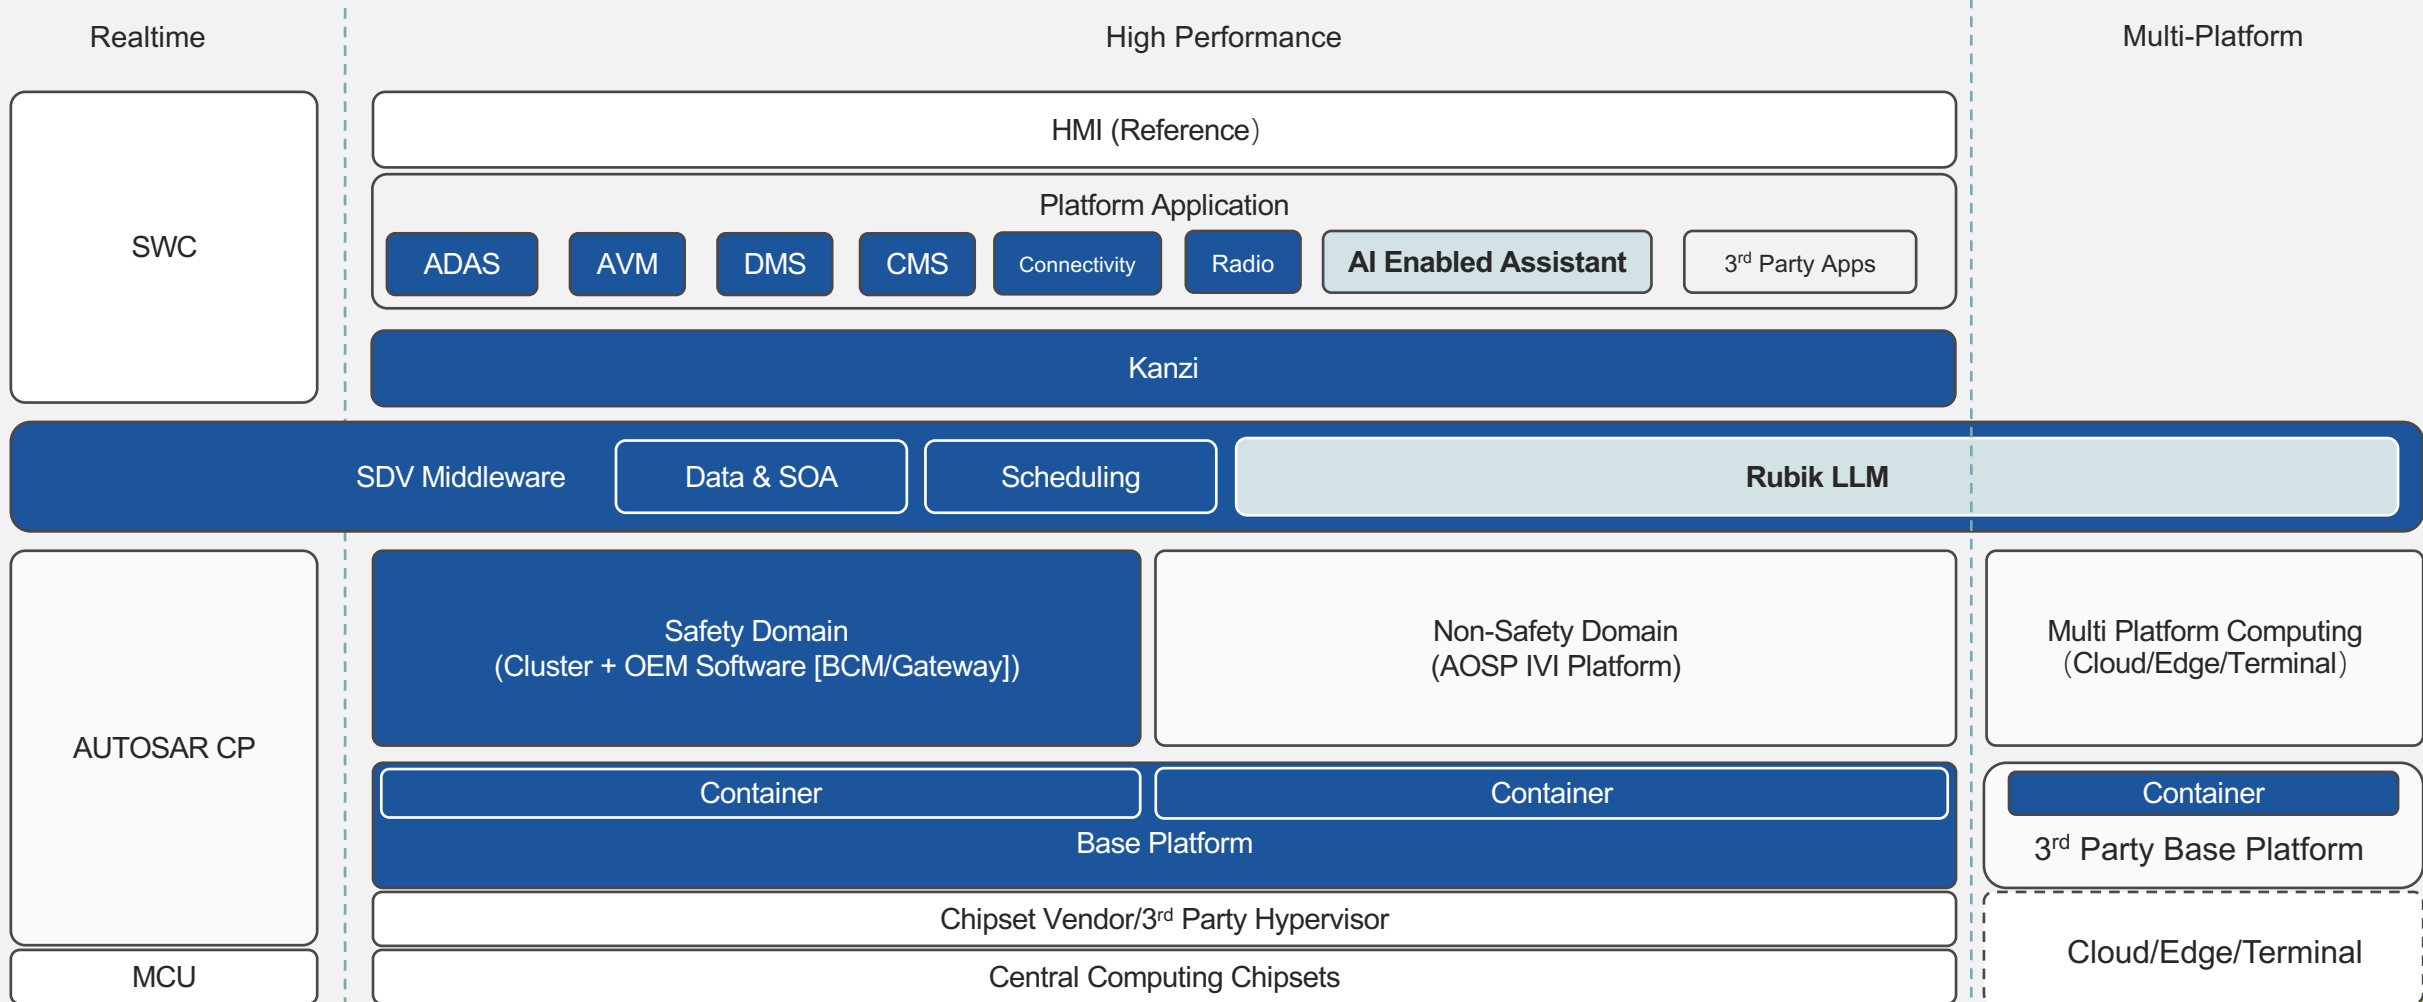 Realtime
High Performance
Multi-Platform
SWC
HMI (Reference）
Platform Application
ADAS
AVM
DMS
CMS
Connectivity
Radio
AI Enabled Assistant
3rd Party Apps
Kanzi
SDV Middleware
Data & SOA
Scheduling
Rubik LLM
AUTOSAR CP
Safety Domain
(Cluster + OEM Software [BCM/Gateway])
Non-Safety Domain
(AOSP IVI Platform)
Multi Platform Computing
（Cloud/Edge/Terminal）
Container
Container
Base Platform
Container
3rd Party Base Platform
Chipset Vendor/3rd Party Hypervisor
Cloud/Edge/Terminal
MCU
Central Computing Chipsets